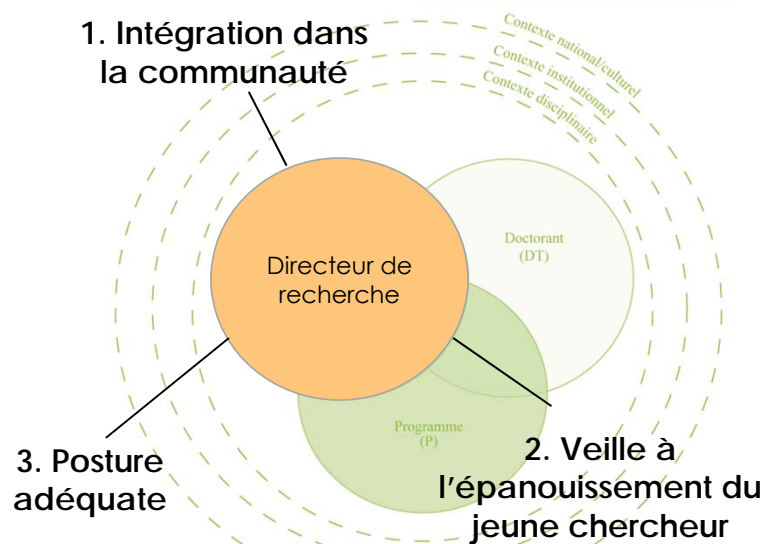 1. Intégration dans
la communauté
Contexte national/culturel
Contexte institutionnel
Contexte disciplinaire
Doctorant
(DT)
Directeur de
recherche
Programme
(P)
3. Posture
adéquate
2. Veille à
l'épanouissement du
jeune chercheur